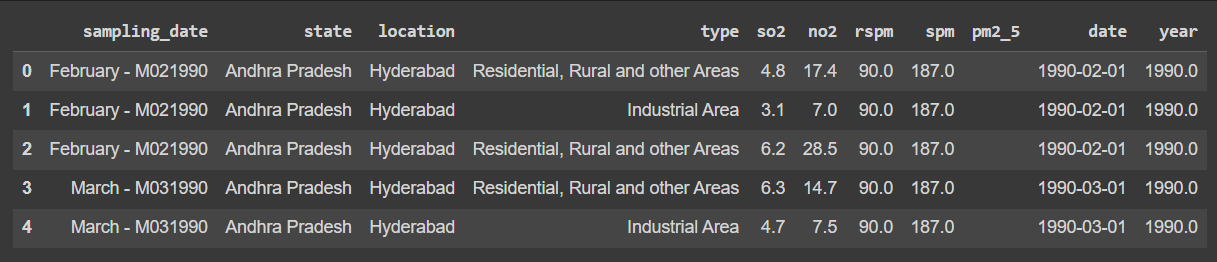 sampling_date state location type so2 no2 rspm spm pm2_5 date year
0 February - M021990 Andhra Pradesh Hyderabad Residential, Rural and other Areas 4.8 17.4 90.0 187.0 1990-02-01 1990.0
1 February - M021990 Andhra Pradesh Hyderabad Industrial Area 3.1 7.0 90.0 187.0 1990-02-01 1990.0
2 February - M021990 Andhra Pradesh Hyderabad Residential, Rural and other Areas 6.2 28.5 90.0 187.0 1990-02-01 1990.0
3 March - M031990 Andhra Pradesh Hyderabad Residential, Rural and other Areas 6.3 14.7 90.0 187.0 1990-03-01 1990.0
4 March - M031990 Andhra Pradesh Hyderabad Industrial Area 4.7 7.5 90.0 187.0 1990-03-01 1990.0